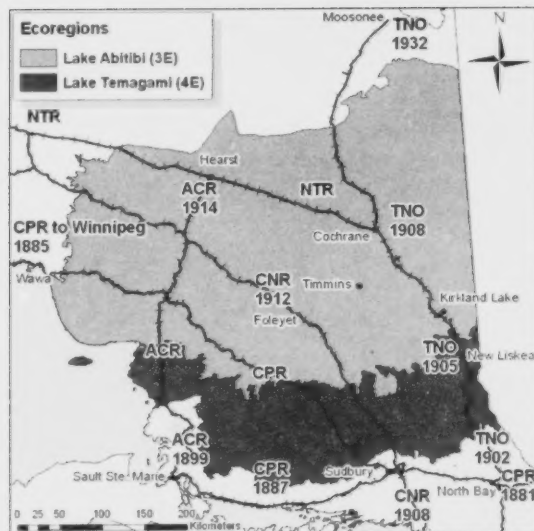 Ecoregions
Lake Abitibi (3E)
Lake Temagami (4E)
Moosonee
TNO
1932
N
NTR
Hearst
ACR
1914
NTR
TNO
1908
CPR to Winnipeg
1885
Cochrane
Wawa
CNR
1912
Timmins
Foleyet
Kirkland Lake
ACR
TNO
1905
New Liskea
CPR
ACR
1899
TNO
1902
Sault Ste. Marie
CPR
1887
Sudbury
CPR
1881
North Bay
CNR
1908
0 25 50 100 150 200
Kilometers